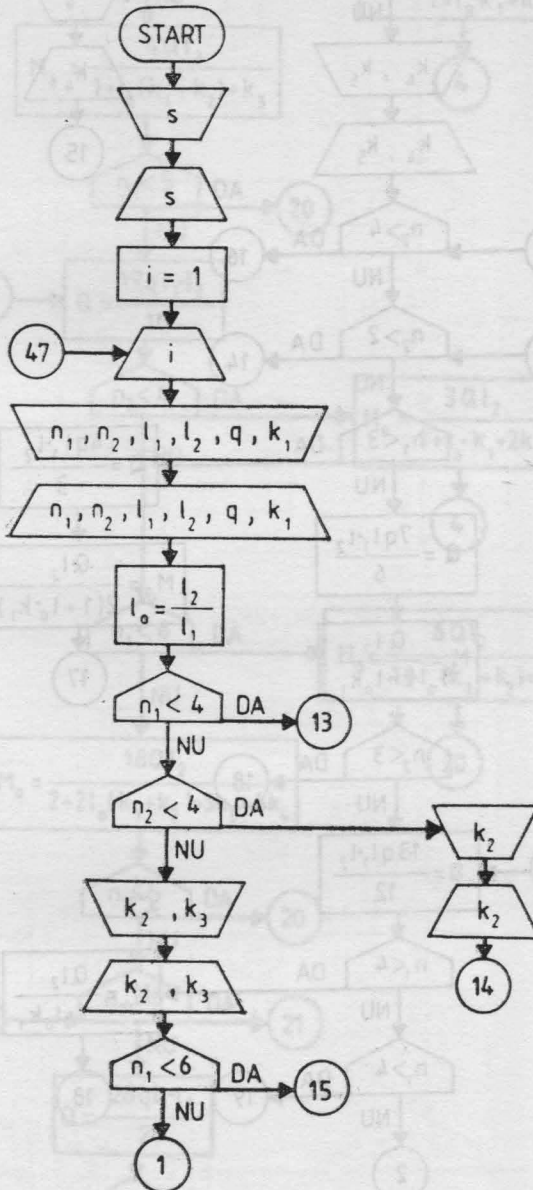 START
s
s
i = 1
47
i
n₁, n₂, l₁, l₂, q, k₁
n₁, n₂, l₁, l₂, q, k₁
l₀ = l₂ / l₁
n₁ < 4 DA 13
NU
n₂ < 4 DA
NU
k₂
k₂
14
k₂, k₃
k₂, k₃
n₁ < 6 DA 15
NU
1